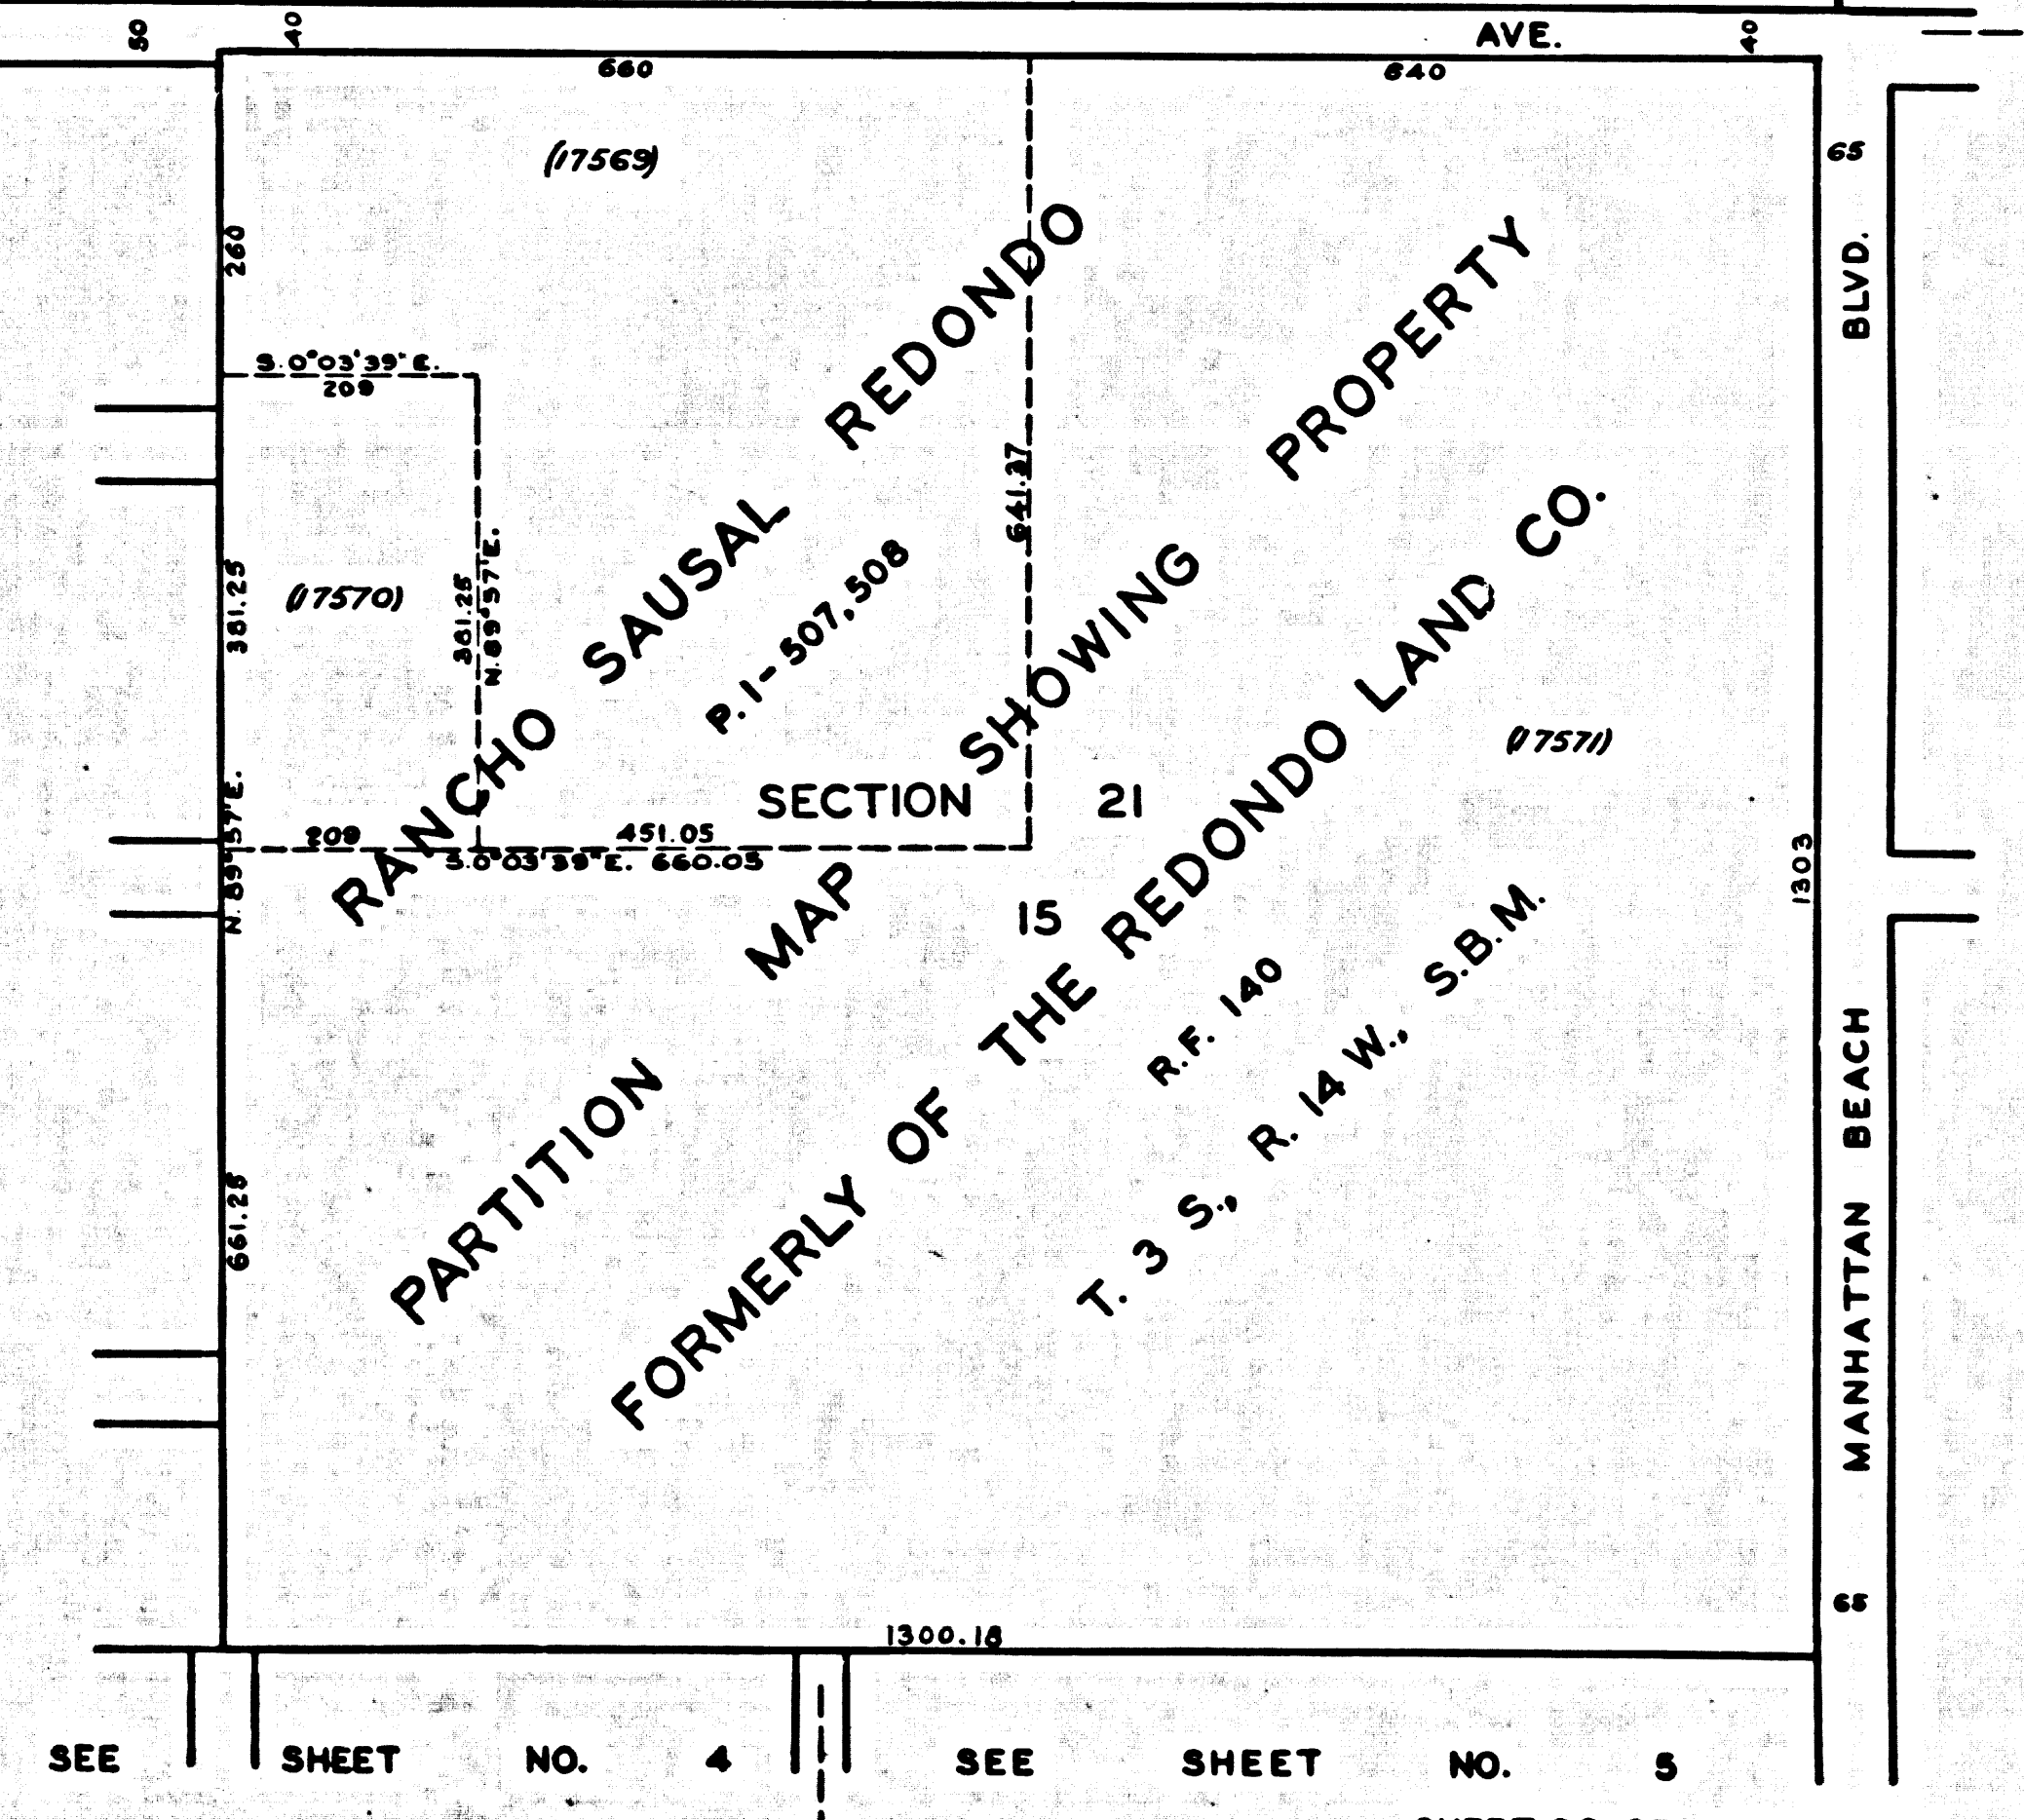 50
40
AVE.
40
660
640
(17569)
65
260
BLVD.
S.0°03'39"E.
209
641.37
381.25
(17570)
381.25
N.89°57'E.
RANCHO SAUSAL REDONDO
P. 1-507,508
PARTITION MAP SHOWING PROPERTY
FORMERLY OF THE REDONDO LAND CO.
R.F. 140
T. 3 S., R. 14 W., S.B.M.
(17571)
SECTION 21
15
N.89°57'E.
209
451.05
S.0°03'39"E. 660.05
1303
661.25
MANHATTAN BEACH
65
1300.18
SEE SHEET NO. 4
SEE SHEET NO. 5